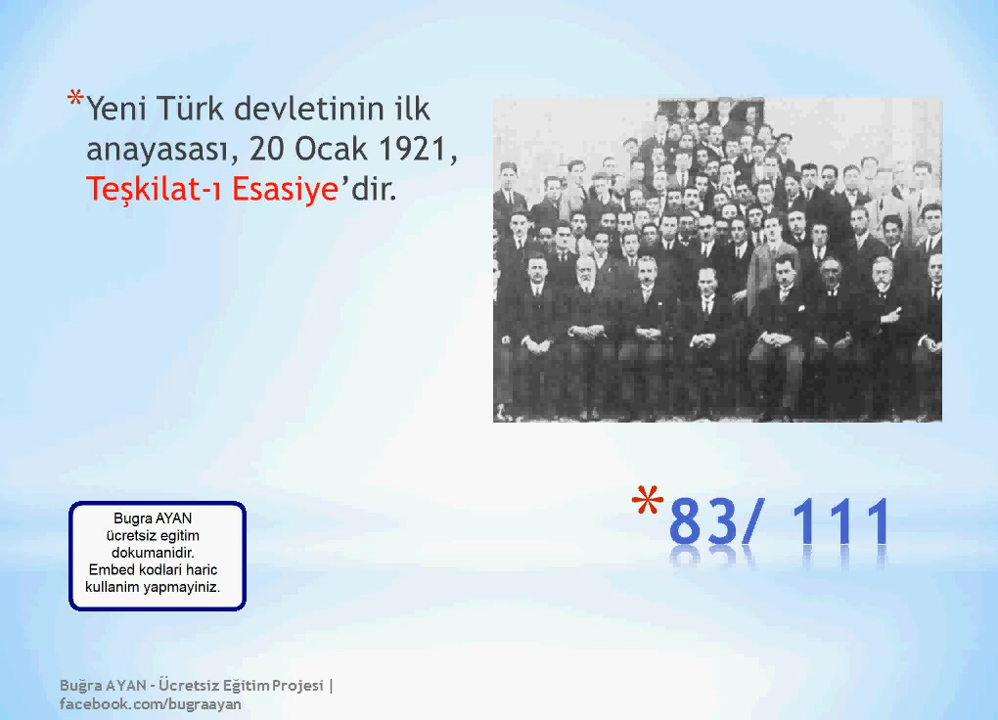 *Yeni Türk devletinin ilk
anayasası, 20 Ocak 1921,
Teşkilat-ı Esasiye’dir.
*83/ 111
Bugra AYAN
ücretsiz egitim
dokumanidir.
Embed kodlari haric
kullanim yapmayiniz.
Buğra AYAN - Ücretsiz Eğitim Projesi |
facebook.com/bugraayan